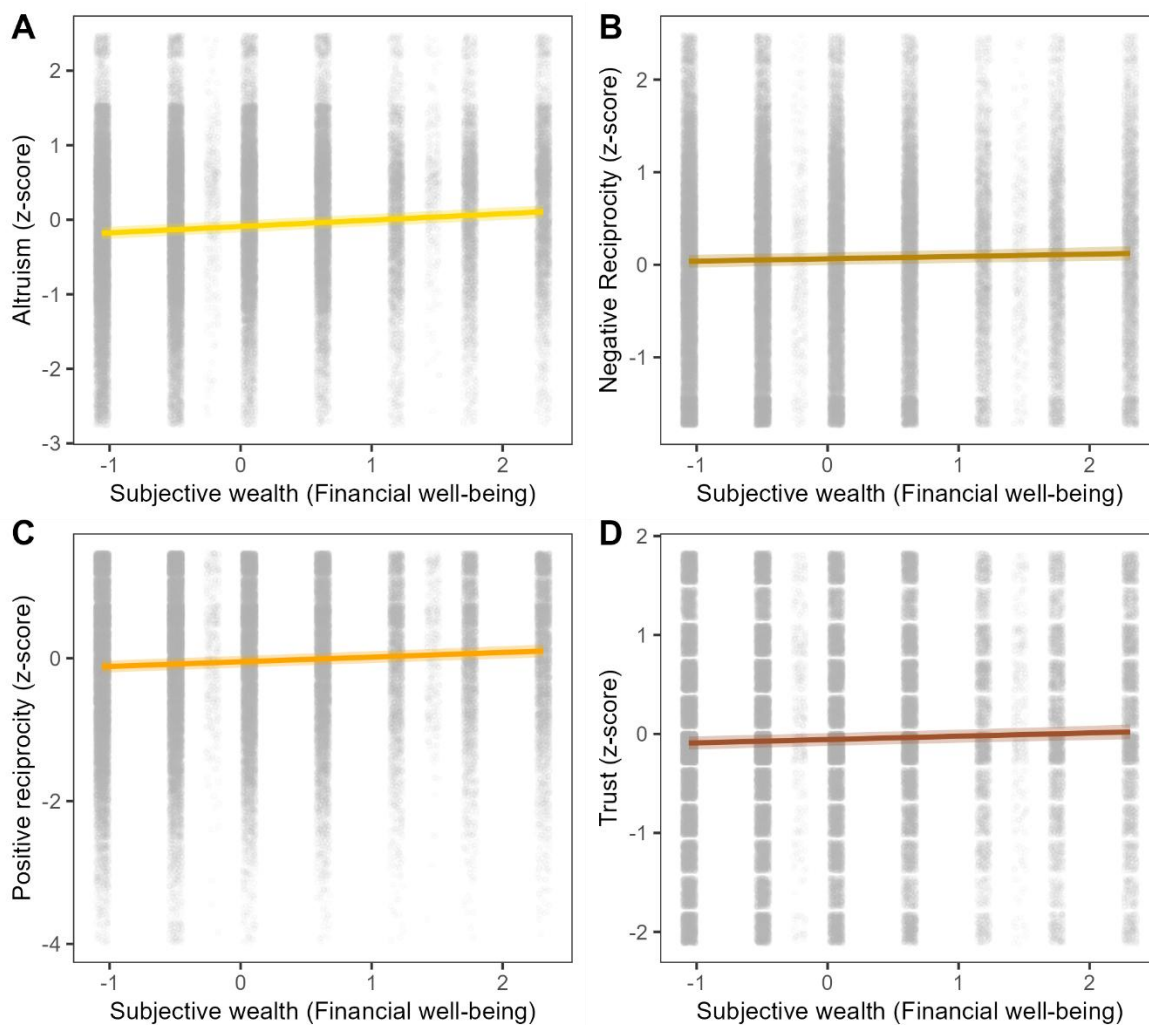 A
Altruism (z-score)
2
1
0
-1
-2
-3
-1 0 1 2
Subjective wealth (Financial well-being)
B
Negative Reciprocity (z-score)
2
1
0
-1
-1 0 1 2
Subjective wealth (Financial well-being)
C
Positive reciprocity (z-score)
0
-2
-4
-1 0 1 2
Subjective wealth (Financial well-being)
D
Trust (z-score)
2
1
0
-1
-2
-1 0 1 2
Subjective wealth (Financial well-being)